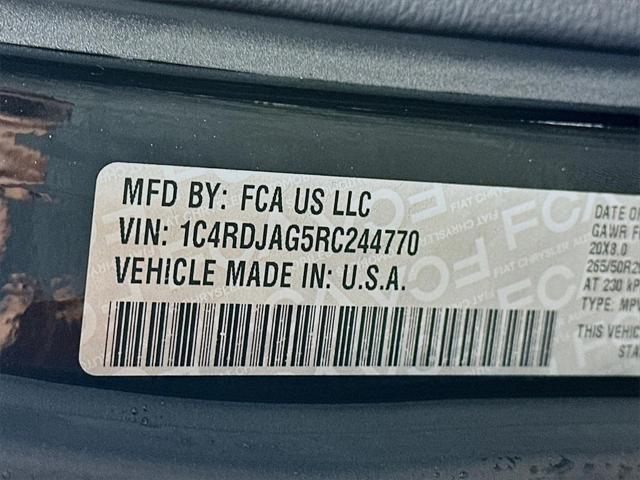 MFD BY: FCA US LLC
VIN: 1C4RDJAG5RC244770
VEHICLE MADE IN: U.S.A.
DATE OF
GAWR F
20X8.0
265/50R2
AT 230 kP
TYPE: MPV
THIS VEHIC
STA